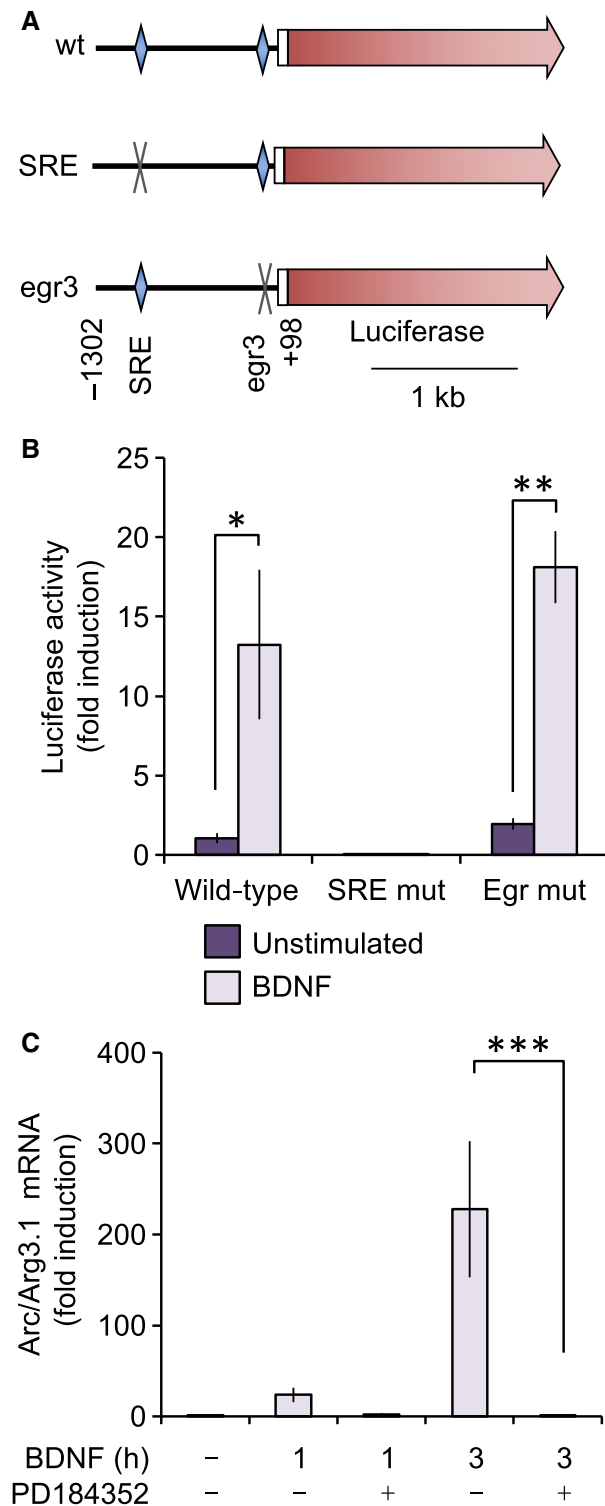 A
wt
SRE
egr3
−1302
SRE
egr3
+98
Luciferase
1 kb
B
Luciferase activity
(fold induction)
25
20
15
10
5
0
*
**
Wild-type SRE mut Egr mut
Unstimulated
BDNF
C
Arc/Arg3.1 mRNA
(fold induction)
400
300
200
100
0
***
BDNF (h) – 1 1 3 3
PD184352 – – + – +